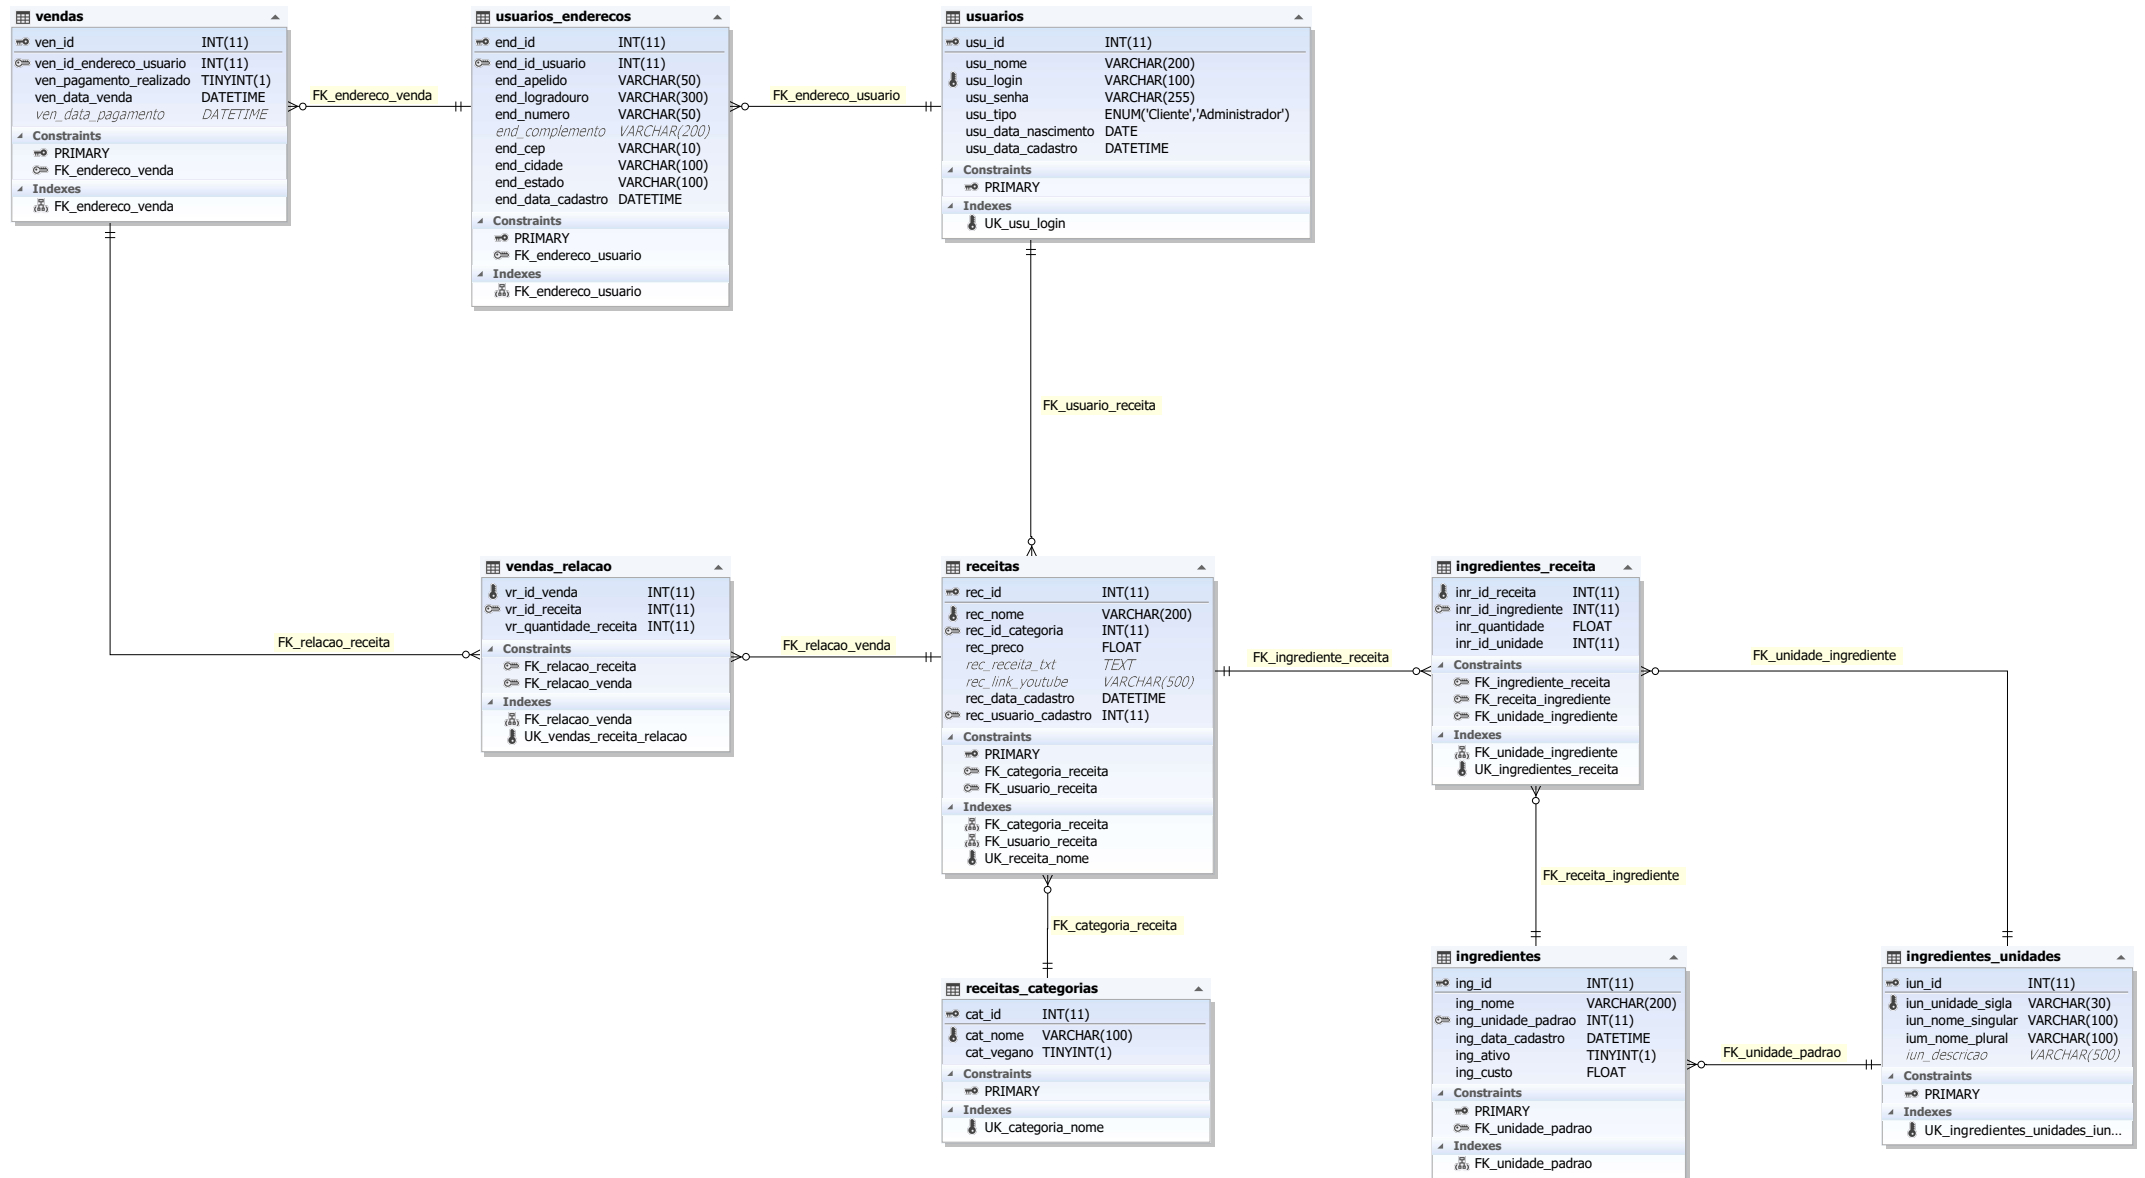 vendas
ven_id INT(11)
ven_id_endereco_usuario INT(11)
ven_pagamento_realizado TINYINT(1)
ven_data_venda DATETIME
ven_data_pagamento DATETIME
Constraints
PRIMARY
FK_endereco_venda
Indexes
FK_endereco_venda
FK_endereco_venda
usuarios_enderecos
end_id INT(11)
end_id_usuario INT(11)
end_apelido VARCHAR(50)
end_logradouro VARCHAR(300)
end_numero VARCHAR(50)
end_complemento VARCHAR(200)
end_cep VARCHAR(10)
end_cidade VARCHAR(100)
end_estado VARCHAR(100)
end_data_cadastro DATETIME
Constraints
PRIMARY
FK_endereco_usuario
Indexes
FK_endereco_usuario
FK_endereco_usuario
usuarios
usu_id INT(11)
usu_nome VARCHAR(200)
usu_login VARCHAR(100)
usu_senha VARCHAR(255)
usu_tipo ENUM('Cliente','Administrador')
usu_data_nascimento DATE
usu_data_cadastro DATETIME
Constraints
PRIMARY
Indexes
UK_usu_login
FK_usuario_receita
FK_relacao_receita
vendas_relacao
vr_id_venda INT(11)
vr_id_receita INT(11)
vr_quantidade_receita INT(11)
Constraints
FK_relacao_receita
FK_relacao_venda
Indexes
FK_relacao_venda
UK_vendas_receita_relacao
FK_relacao_venda
receitas
rec_id INT(11)
rec_nome VARCHAR(200)
rec_id_categoria INT(11)
rec_preco FLOAT
rec_receita_txt TEXT
rec_link_youtube VARCHAR(500)
rec_data_cadastro DATETIME
rec_usuario_cadastro INT(11)
Constraints
PRIMARY
FK_categoria_receita
FK_usuario_receita
Indexes
FK_categoria_receita
FK_usuario_receita
UK_receita_nome
FK_ingrediente_receita
ingredientes_receita
inr_id_receita INT(11)
inr_id_ingrediente INT(11)
inr_quantidade FLOAT
inr_id_unidade INT(11)
Constraints
FK_ingrediente_receita
FK_receita_ingrediente
FK_unidade_ingrediente
Indexes
FK_unidade_ingrediente
UK_ingredientes_receita
FK_unidade_ingrediente
FK_receita_ingrediente
FK_categoria_receita
receitas_categorias
cat_id INT(11)
cat_nome VARCHAR(100)
cat_vegano TINYINT(1)
Constraints
PRIMARY
Indexes
UK_categoria_nome
ingredientes
ing_id INT(11)
ing_nome VARCHAR(200)
ing_unidade_padrao INT(11)
ing_data_cadastro DATETIME
ing_ativo TINYINT(1)
ing_custo FLOAT
Constraints
PRIMARY
FK_unidade_padrao
Indexes
FK_unidade_padrao
FK_unidade_padrao
ingredientes_unidades
iun_id INT(11)
iun_unidade_sigla VARCHAR(30)
iun_nome_singular VARCHAR(100)
ium_nome_plural VARCHAR(100)
iun_descricao VARCHAR(500)
Constraints
PRIMARY
Indexes
UK_ingredientes_unidades_iun...